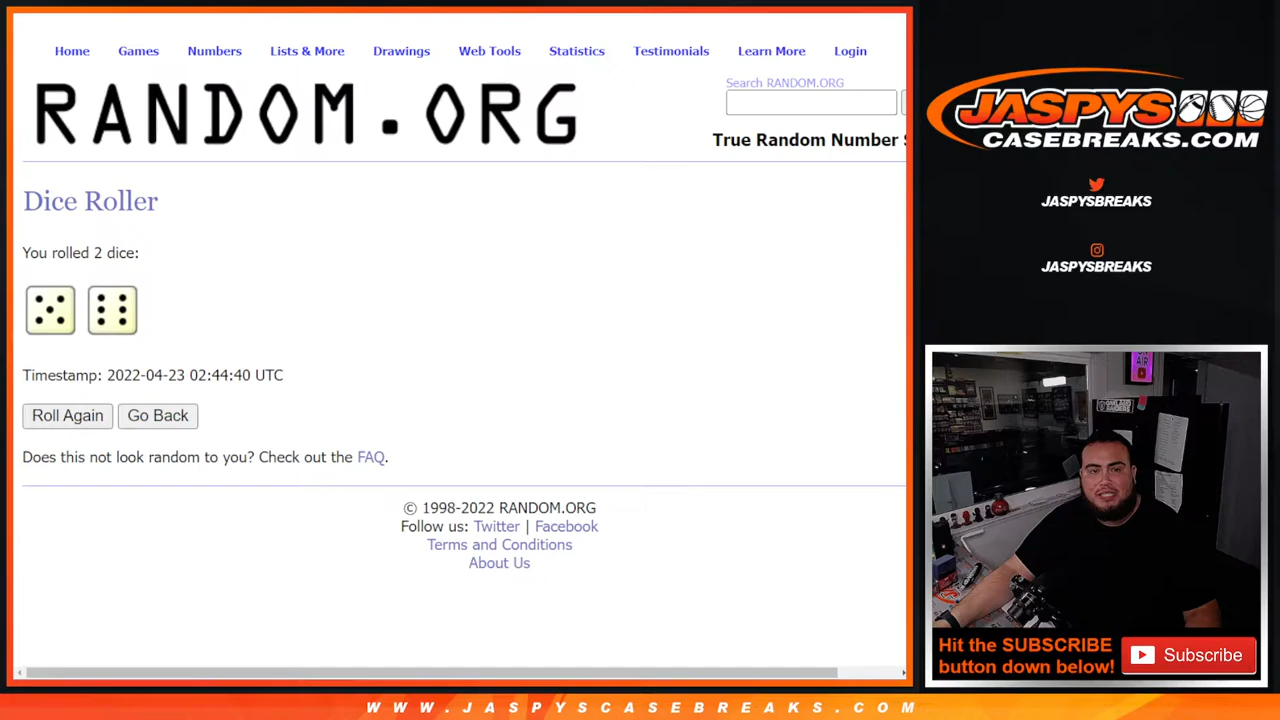 Home Games Numbers Lists & More Drawings Web Tools Statistics Testimonials Learn More Login
RANDOM.ORG
Search RANDOM.ORG
True Random Number S
Dice Roller
You rolled 2 dice:
Timestamp: 2022-04-23 02:44:40 UTC
Roll Again Go Back
Does this not look random to you? Check out the FAQ.
© 1998-2022 RANDOM.ORG
Follow us: Twitter | Facebook
Terms and Conditions
About Us
JASPYS
CASEBREAKS.COM
JASPYSBREAKS
JASPYSBREAKS
ON
AIR
OAKLAND
RAIDERS
Hit the SUBSCRIBE
button down below!
Subscribe
WWW.JASPYSCASEBREAKS.COM